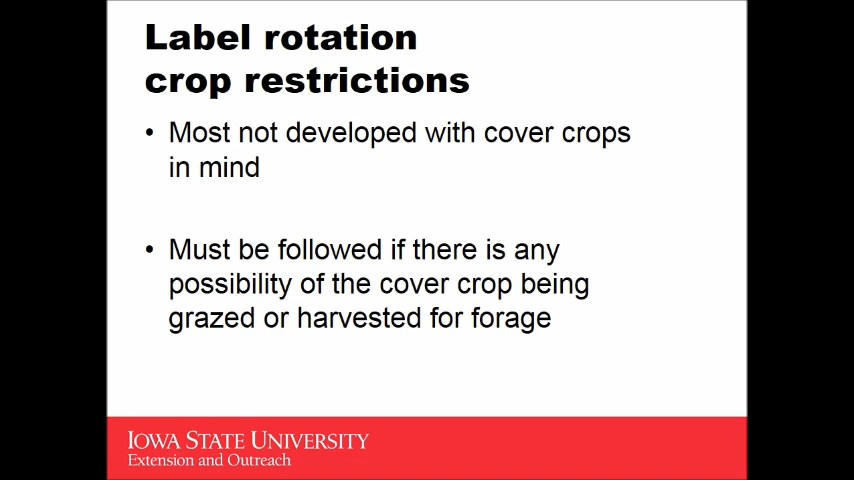 Label rotation
crop restrictions
• Most not developed with cover crops
in mind
• Must be followed if there is any
possibility of the cover crop being
grazed or harvested for forage
IOWA STATE UNIVERSITY
Extension and Outreach